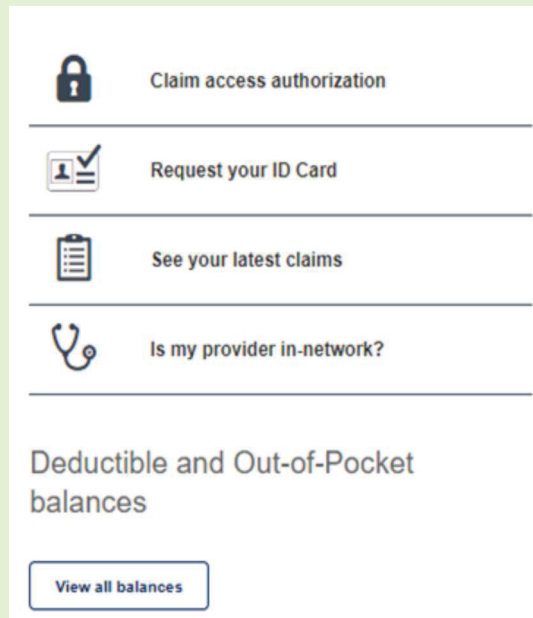 Claim access authorization
Request your ID Card
See your latest claims
Is my provider in-network?
Deductible and Out-of-Pocket
balances
View all balances